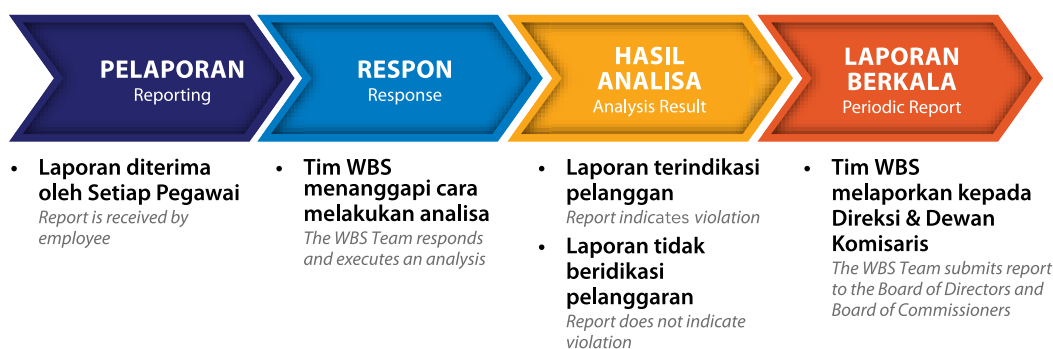 PELAPORAN
Reporting
RESPON
Response
HASIL
ANALISA
Analysis Result
LAPORAN
BERKALA
Periodic Report
• Laporan diterima
oleh Setiap Pegawai
Report is received by
employee
• Tim WBS
menanggapi cara
melakukan analisa
The WBS Team responds
and executes an analysis
• Laporan terindikasi
pelanggan
Report indicates violation
• Laporan tidak
beridikasi
pelanggaran
Report does not indicate
violation
• Tim WBS
melaporkan kepada
Direksi & Dewan
Komisaris
The WBS Team submits report
to the Board of Directors and
Board of Commissioners